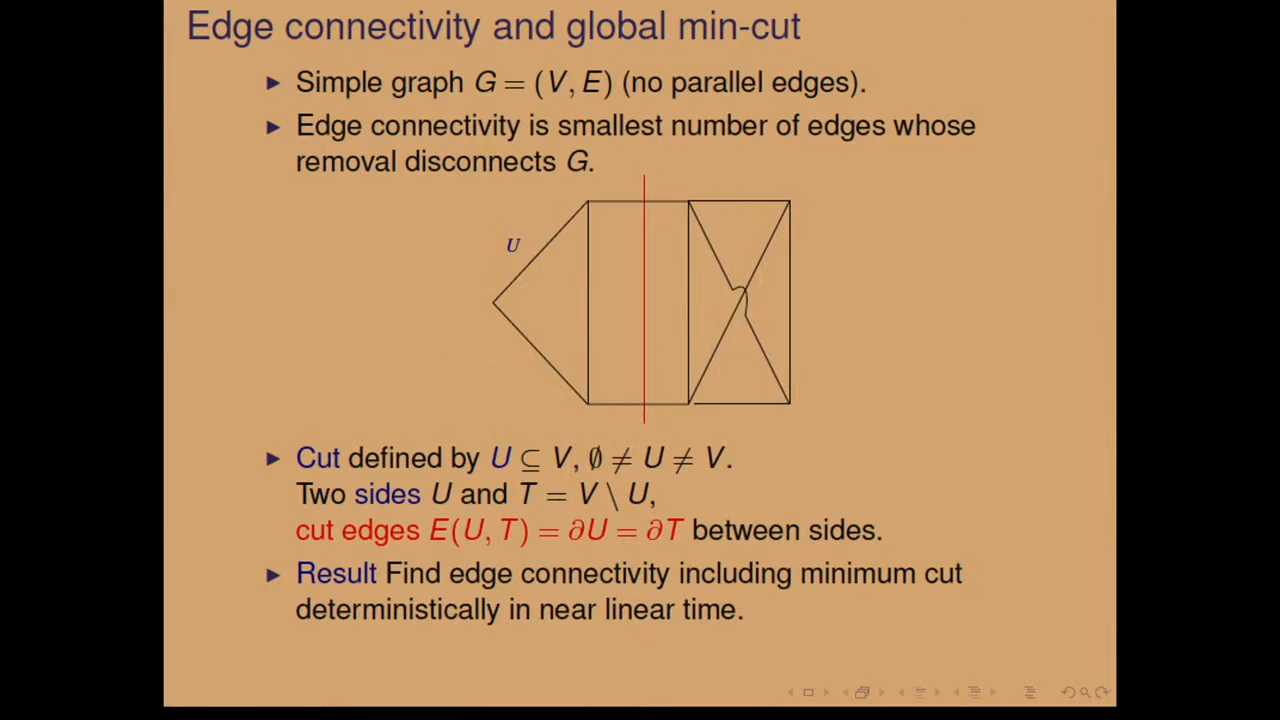 Edge connectivity and global min-cut
▶ Simple graph G = (V, E) (no parallel edges).
▶ Edge connectivity is smallest number of edges whose
removal disconnects G.
U
▶ Cut defined by U ⊆ V, ∅ ≠ U ≠ V.
Two sides U and T = V \ U,
cut edges E(U, T) = ∂U = ∂T between sides.
▶ Result Find edge connectivity including minimum cut
deterministically in near linear time.